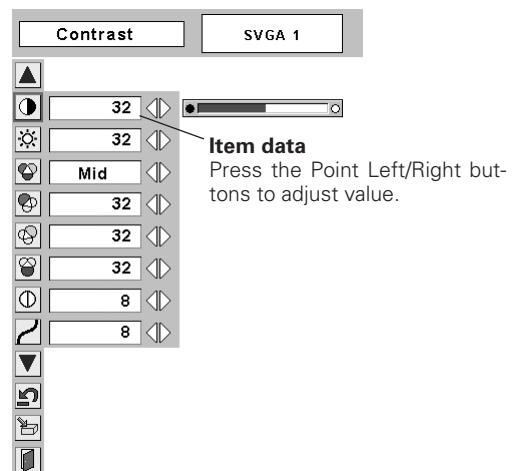 Contrast
SVGA 1
32
32
Item data
Press the Point Left/Right but-
tons to adjust value.
Mid
32
32
32
8
8